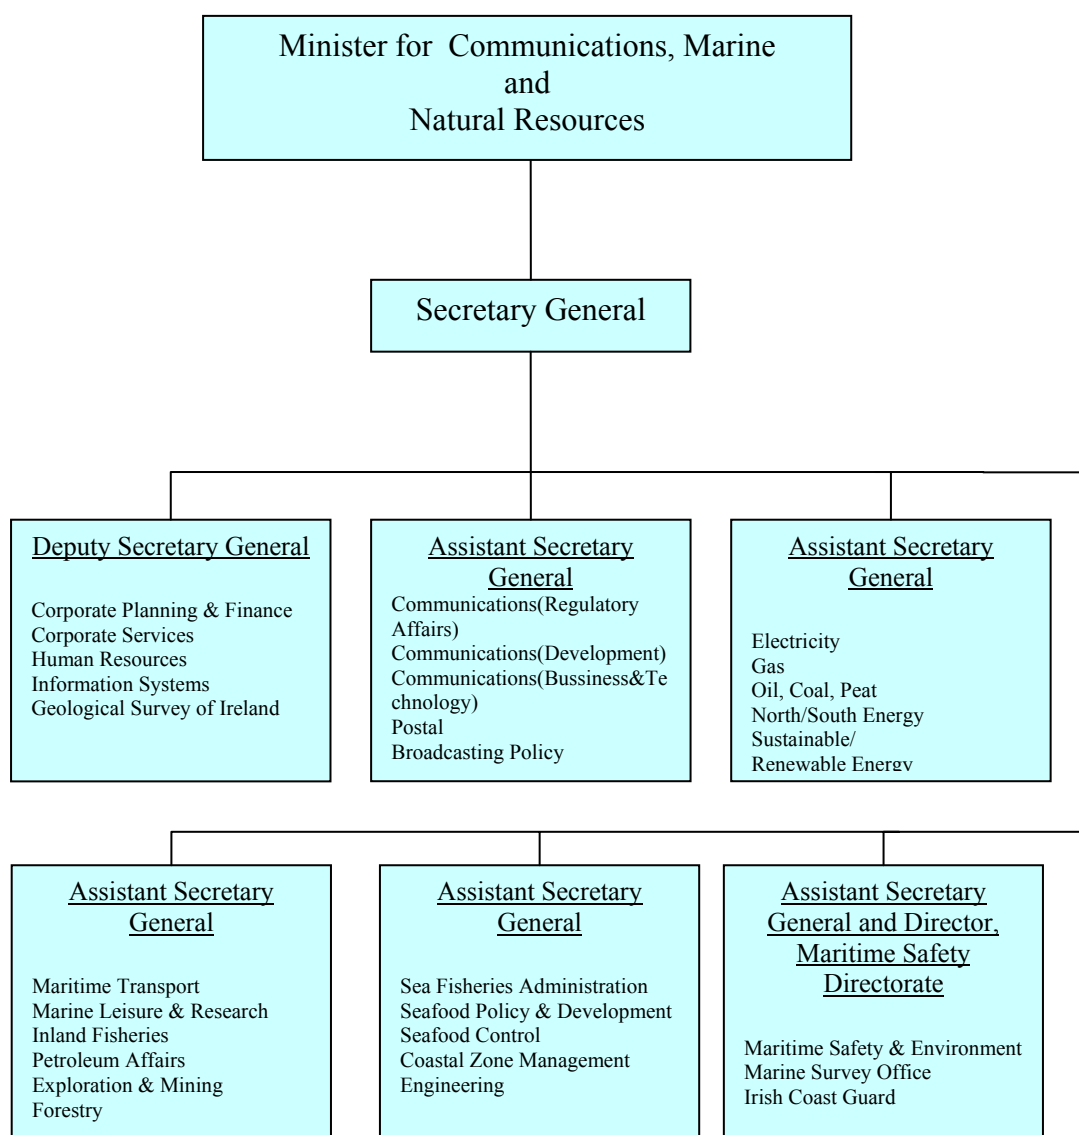 Minister for Communications, Marine
and
Natural Resources
Secretary General
Deputy Secretary General
Corporate Planning & Finance
Corporate Services
Human Resources
Information Systems
Geological Survey of Ireland
Assistant Secretary
General
Communications(Regulatory
Affairs)
Communications(Development)
Communications(Bussiness&Te
chnology)
Postal
Broadcasting Policy
Assistant Secretary
General
Electricity
Gas
Oil, Coal, Peat
North/South Energy
Sustainable/
Renewable Energy
Assistant Secretary
General
Maritime Transport
Marine Leisure & Research
Inland Fisheries
Petroleum Affairs
Exploration & Mining
Forestry
Assistant Secretary
General
Sea Fisheries Administration
Seafood Policy & Development
Seafood Control
Coastal Zone Management
Engineering
Assistant Secretary
General and Director,
Maritime Safety
Directorate
Maritime Safety & Environment
Marine Survey Office
Irish Coast Guard